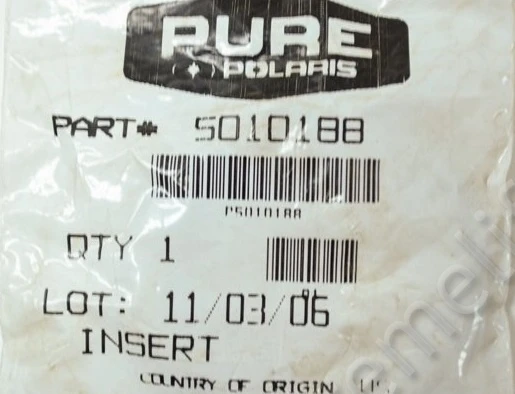 PURE
POLARIS
PART# 5010188
P5010188
QTY 1
LOT: 11/03/06
INSERT
COUNTRY OF ORIGIN